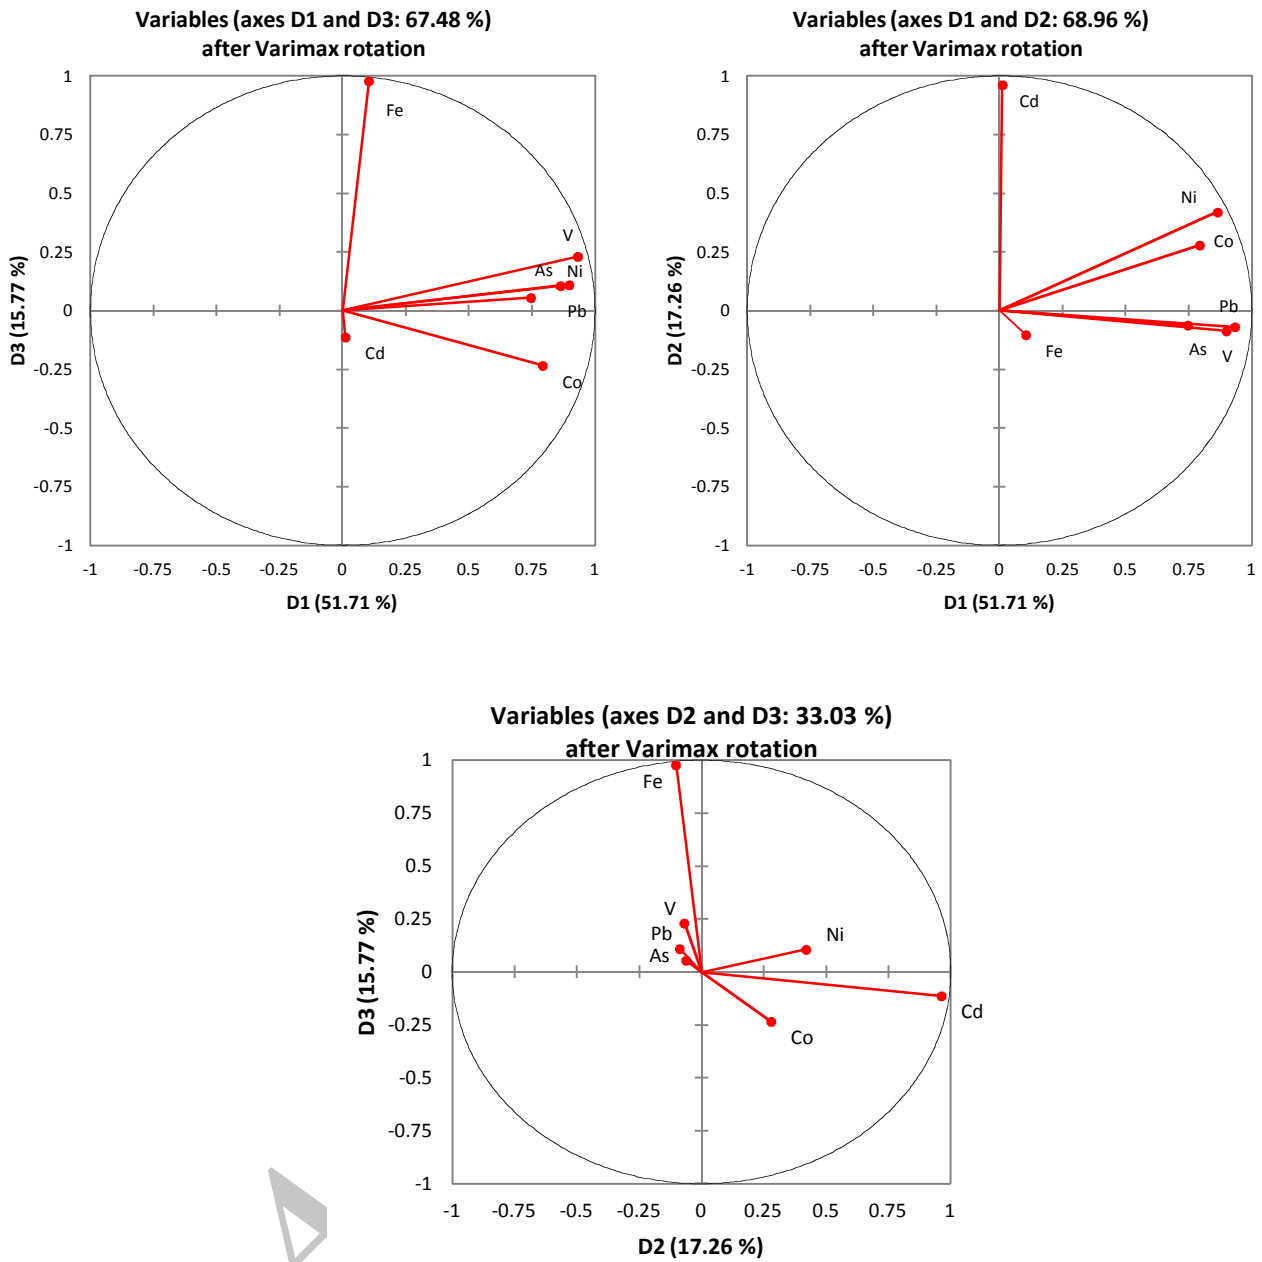 Variables (axes D1 and D3: 67.48 %)
after Varimax rotation
1
0.75
0.5
0.25
0
-0.25
-0.5
-0.75
-1
-1 -0.75 -0.5 -0.25 0 0.25 0.5 0.75 1
D3 (15.77 %)
D1 (51.71 %)
Fe
V
As
Ni
Pb
Cd
Co
Variables (axes D1 and D2: 68.96 %)
after Varimax rotation
1
0.75
0.5
0.25
0
-0.25
-0.5
-0.75
-1
-1 -0.75 -0.5 -0.25 0 0.25 0.5 0.75 1
D2 (17.26 %)
D1 (51.71 %)
Cd
Ni
Co
Pb
Fe
As
V
Variables (axes D2 and D3: 33.03 %)
after Varimax rotation
1
0.75
0.5
0.25
0
-0.25
-0.5
-0.75
-1
-1 -0.75 -0.5 -0.25 0 0.25 0.5 0.75 1
D3 (15.77 %)
D2 (17.26 %)
Fe
V
Pb
As
Ni
Cd
Co